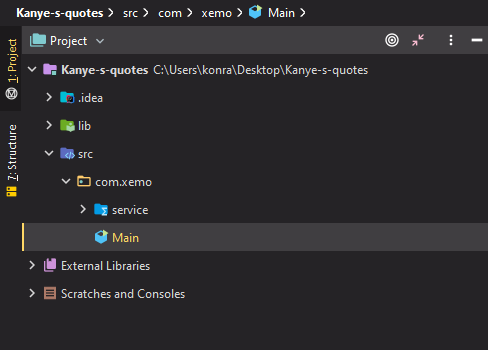 Kanye-s-quotes src com xemo Main
Project
1: Project
7: Structure
Kanye-s-quotes C:\Users\konra\Desktop\Kanye-s-quotes
.idea
lib
src
com.xemo
service
Main
External Libraries
Scratches and Consoles